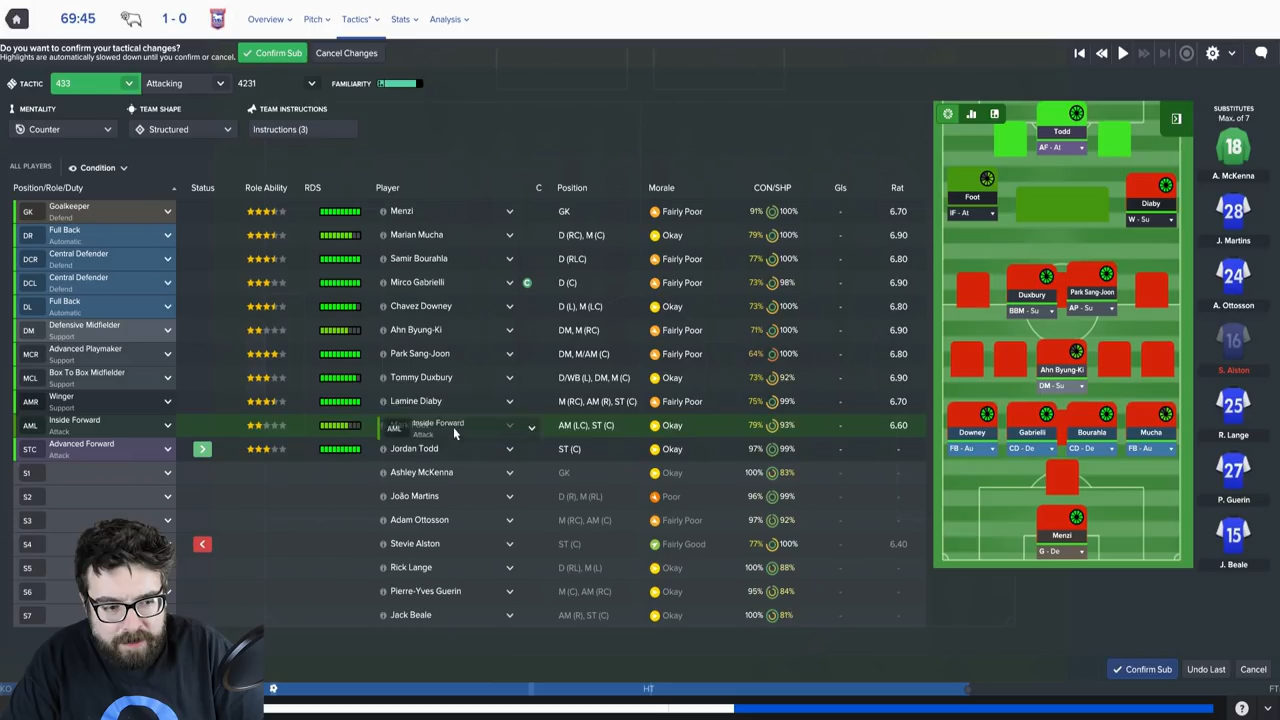 69:45 1 - 0 Overview Pitch Tactics* Stats Analysis
Do you want to confirm your tactical changes?
Highlights are automatically slowed down until you confirm or cancel.
Confirm Sub Cancel Changes
TACTIC 433 Attacking 4231 FAMILIARITY
MENTALITY TEAM SHAPE TEAM INSTRUCTIONS
Counter Structured Instructions (3)
ALL PLAYERS Condition
Position/Role/Duty Status Role Ability RDS Player C Position Morale CON/SHP Gls Rat
GK Goalkeeper Defend Menzi GK Fairly Poor 91% 100% - 6.70
DR Full Back Automatic Marian Mucha D (RC), M (C) Okay 79% 100% - 6.90
DCR Central Defender Defend Samir Bourahla D (RLC) Fairly Poor 77% 100% - 6.80
DCL Central Defender Defend Mirco Gabrielli C D (C) Fairly Poor 73% 98% - 6.90
DL Full Back Automatic Chavez Downey D (L), M (LC) Okay 73% 100% - 6.80
DM Defensive Midfielder Support Ahn Byung-Ki DM, M (RC) Fairly Poor 71% 100% - 6.90
MCR Advanced Playmaker Support Park Sang-Joon DM, M/AM (C) Fairly Poor 64% 100% - 6.80
MCL Box To Box Midfielder Support Tommy Duxbury D/WB (L), DM, M (C) Okay 73% 92% - 6.90
AMR Winger Support Lamine Diaby M (RC), AM (R), ST (C) Fairly Poor 75% 99% - 6.70
AML Inside Forward Attack AML Inside Forward Attack AM (LC), ST (C) Okay 79% 93% - 6.60
STC Advanced Forward Attack Jordan Todd ST (C) Okay 97% 99% - -
S1 Ashley McKenna GK Okay 100% 83% - -
S2 João Martins D (R), M (RL) Poor 96% 99% - -
S3 Adam Ottosson M (RC), AM (C) Fairly Poor 97% 92% - -
S4 Stevie Alston ST (C) Fairly Good 77% 100% - 6.40
S5 Rick Lange D (RL), M (L) Okay 100% 88% - -
S6 Pierre-Yves Guerin M (C), AM (RC) Okay 95% 84% - -
S7 Jack Beale AM (R), ST (C) Okay 100% 81% - -
Todd
AF - At
Foot
IF - At
Diaby
W - Su
Duxbury
BBM - Su
Park Sang-Joon
AP - Su
Ahn Byung-Ki
DM - Su
Downey Gabrielli Bourahla Mucha
FB - Au CD - De CD - De FB - Au
Menzi
G - De
SUBSTITUTES
Max. of 7
18
A. McKenna
28
J. Martins
24
A. Ottosson
16
S. Alston
25
R. Lange
27
P. Guerin
15
J. Beale
Confirm Sub Undo Last Cancel
KO HT FT